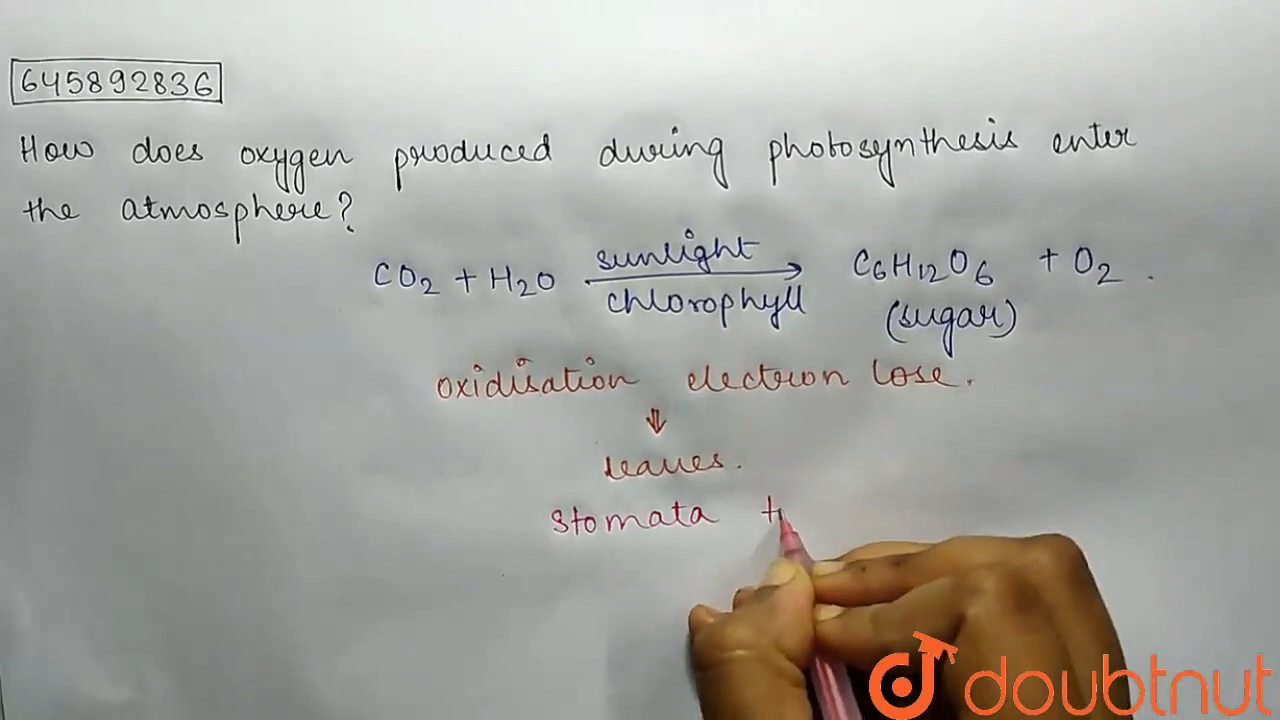 645892836
How does oxygen produced during photosynthesis enter
the atmosphere?
CO2 + H2O sunlight C6H12O6 + O2.
chlorophyll (sugar)
oxidisation electron lose.
leaves.
stomata t
doubtnut